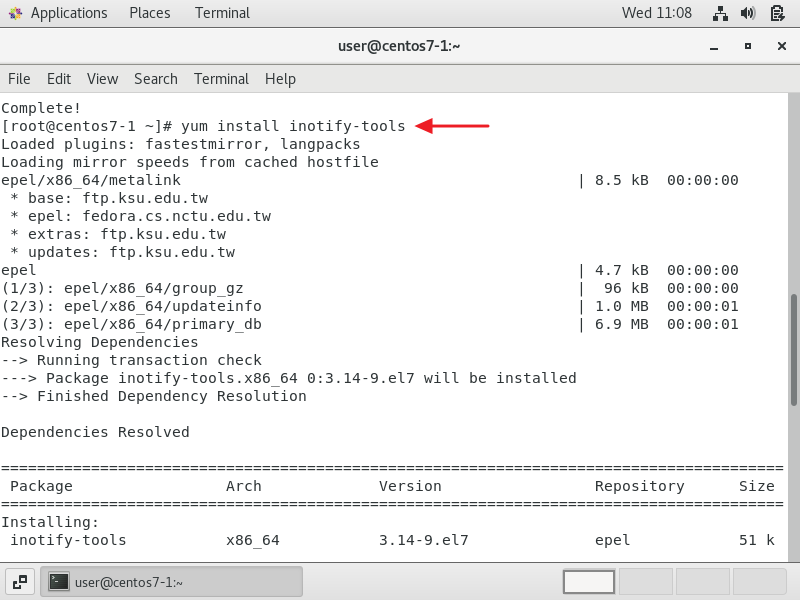 Applications Places Terminal Wed 11:08
user@centos7-1:~
File Edit View Search Terminal Help
Complete!
[root@centos7-1 ~]# yum install inotify-tools
Loaded plugins: fastestmirror, langpacks
Loading mirror speeds from cached hostfile
epel/x86_64/metalink | 8.5 kB 00:00:00
* base: ftp.ksu.edu.tw
* epel: fedora.cs.nctu.edu.tw
* extras: ftp.ksu.edu.tw
* updates: ftp.ksu.edu.tw
epel | 4.7 kB 00:00:00
(1/3): epel/x86_64/group_gz | 96 kB 00:00:00
(2/3): epel/x86_64/updateinfo | 1.0 MB 00:00:01
(3/3): epel/x86_64/primary_db | 6.9 MB 00:00:01
Resolving Dependencies
--> Running transaction check
---> Package inotify-tools.x86_64 0:3.14-9.el7 will be installed
--> Finished Dependency Resolution
Dependencies Resolved
=======================================================================================
Package Arch Version Repository Size
=======================================================================================
Installing:
inotify-tools x86_64 3.14-9.el7 epel 51 k
user@centos7-1:~